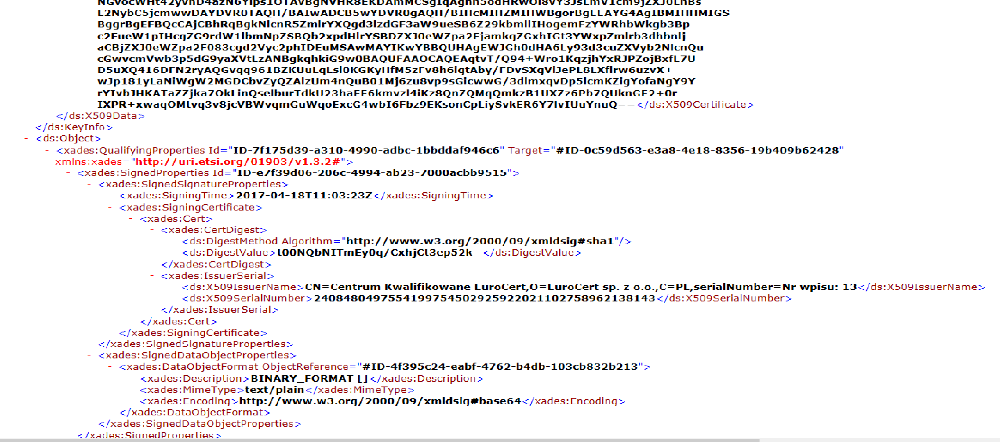 L2NybC5jcmwwDAYDVR0TAQH/BAIwADCB5wYDVR0gAQH/BIHcMIHZMIHWBgorBgEEAYG4AgIBMIHHMIGS
BggrBgEFBQcCAjCBhRqBgkNlcnR5ZmlrYXQgd3lzdGF3aW9ueSB6Z29kbmllIHogemFzYWRhbWkgb3Bp
c2FueW1pIHcgZG9rdW1lbmNpZSBQb2xpdHlrYSBDZXJ0eWZpa2FjamkgZGxhIGt3YWxpZmlrb3dhbnlj
aCBjZXJ0eWZpa2F083cgd2Vyc2phIDEuMSAwMAYIKwYBBQUHAgEWJGh0dHA6Ly93d3cuZXVyb2NlcnQu
cGwvcmVwb3p5dG9yaXVtLzANBgkqhkiG9w0BAQUFAAOCAQEAqtvT/Q94+Wro1KqzjhYxRJPZojBxfL7U
D5uXQ416DFN2ryAQGvqq961BZKUuLqLsl0KGKyHfM5zFv8h6igtAby/FDvSXgViJePL8LXflrw6uzvX+
wJp181yLaNiWgW2MGDCbvZyQZAlzUm4nQuB01Mj6zu8vp9sGicwwG/3dlmxqvDp5lcmKZigYofaNgY9Y
rYIvbJHKATaZZjka7OkLinQselburTdkU23haEE6kmvzl4iKz8QnZQMqQmkzB1UXZz6Pb7QUknGE2+0r
IXPR+xwaqOMtvq3v8jcVBWvqmGuWqoExcG4wbI6Fbz9EKsonCpLiySvkER6Y7lvIUuYnuQ==</ds:X509Certificate>
</ds:X509Data>
</ds:KeyInfo>
- <ds:Object>
- <xades:QualifyingProperties Id="ID-7f175d39-a310-4990-adbc-1bbddaf946c6" Target="#ID-0c59d563-e3a8-4e18-8356-19b409b62428"
xmlns:xades="http://uri.etsi.org/01903/v1.3.2#">
- <xades:SignedProperties Id="ID-e7f39d06-206c-4994-ab23-7000acbb9515">
- <xades:SignedSignatureProperties>
<xades:SigningTime>2017-04-18T11:03:23Z</xades:SigningTime>
- <xades:SigningCertificate>
- <xades:Cert>
- <xades:CertDigest>
<ds:DigestMethod Algorithm="http://www.w3.org/2000/09/xmldsig#sha1"/>
<ds:DigestValue>t00NQbNITmEy0q/CxhjCt3ep52k=</ds:DigestValue>
</xades:CertDigest>
- <xades:IssuerSerial>
<ds:X509IssuerName>CN=Centrum Kwalifikowane EuroCert,O=EuroCert sp. z o.o.,C=PL,serialNumber=Nr wpisu: 13</ds:X509IssuerName>
<ds:X509SerialNumber>240848049755419975450292592202110275896213 8143</ds:X509SerialNumber>
</xades:IssuerSerial>
</xades:Cert>
</xades:SigningCertificate>
</xades:SignedSignatureProperties>
- <xades:SignedDataObjectProperties>
- <xades:DataObjectFormat ObjectReference="#ID-4f395c24-eabf-4762-b4db-103cb832b213">
<xades:Description>BINARY_FORMAT []</xades:Description>
<xades:MimeType>text/plain</xades:MimeType>
<xades:Encoding>http://www.w3.org/2000/09/xmldsig#base64</xades:Encoding>
</xades:DataObjectFormat>
</xades:SignedDataObjectProperties>
</xades:SignedProperties>